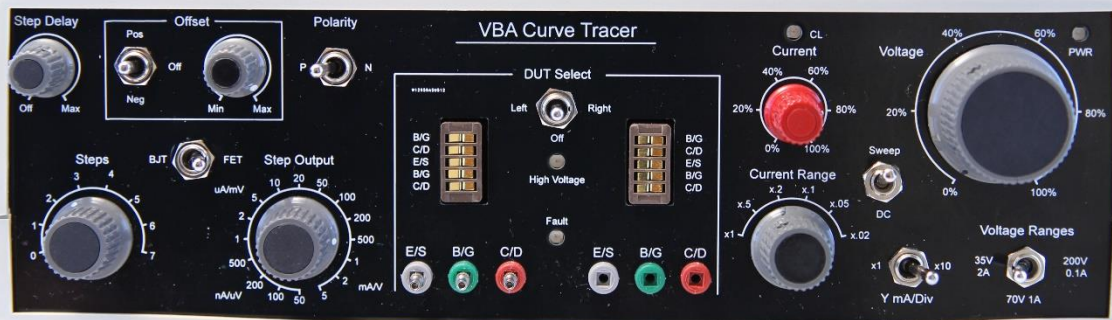 Step Delay
Off
Max
Offset
Pos
Off
Neg
Min
Max
Polarity
P
N
VBA Curve Tracer
DUT Select
Left
Right
Off
High Voltage
Fault
B/G
C/D
E/S
B/G
C/D
B/G
C/D
E/S
B/G
C/D
E/S
B/G
C/D
E/S
B/G
C/D
Steps
0
1
2
3
4
5
6
7
BJT
FET
Step Output
uA/mV
nA/uV
mA/V
50
100
200
500
1
2
5
10
20
50
100
200
500
1
2
5
CL
Current
0%
20%
40%
60%
80%
100%
Current Range
x1
x.5
x.2
x.1
x.05
x.02
Voltage
0%
20%
40%
60%
80%
100%
PWR
Sweep
DC
x1
x10
Y mA/Div
Voltage Ranges
35V
2A
200V
0.1A
70V 1A